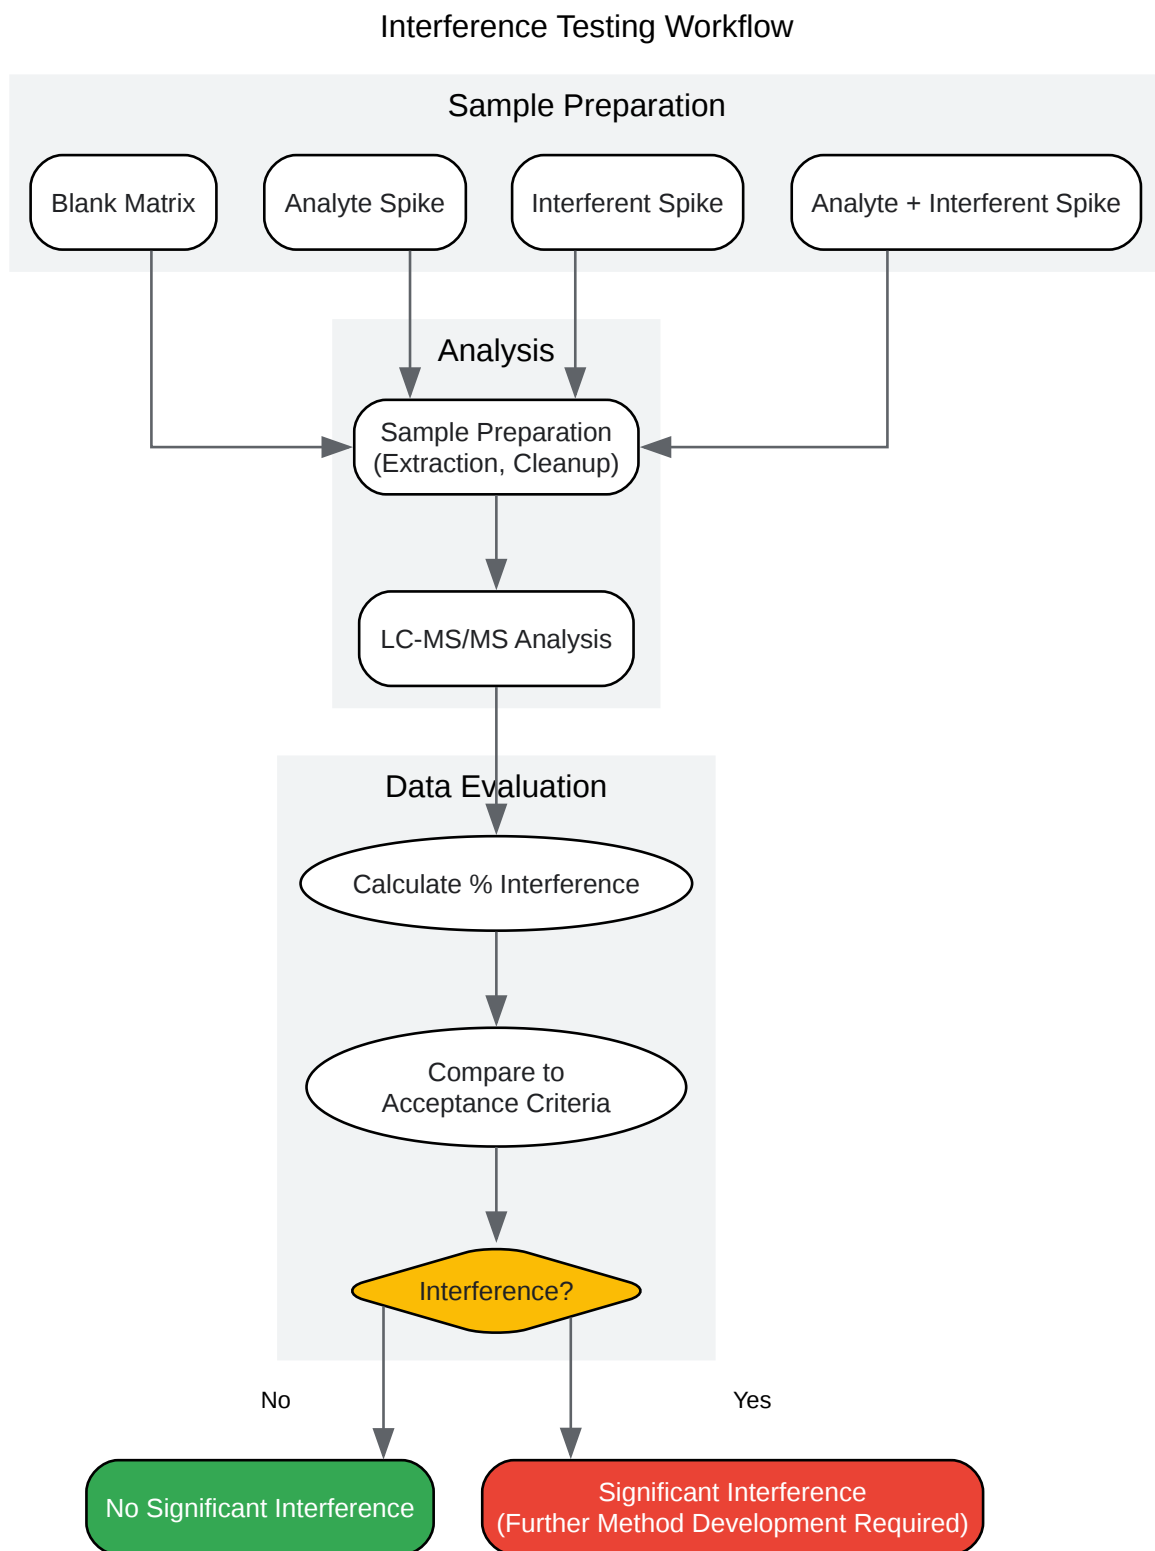 Interference Testing Workflow
Sample Preparation
Blank Matrix
Analyte Spike
Interferent Spike
Analyte + Interferent Spike
Analysis
Sample Preparation
(Extraction, Cleanup)
LC-MS/MS Analysis
Data Evaluation
Calculate % Interference
Compare to
Acceptance Criteria
Interference?
No
Yes
No Significant Interference
Significant Interference
(Further Method Development Required)